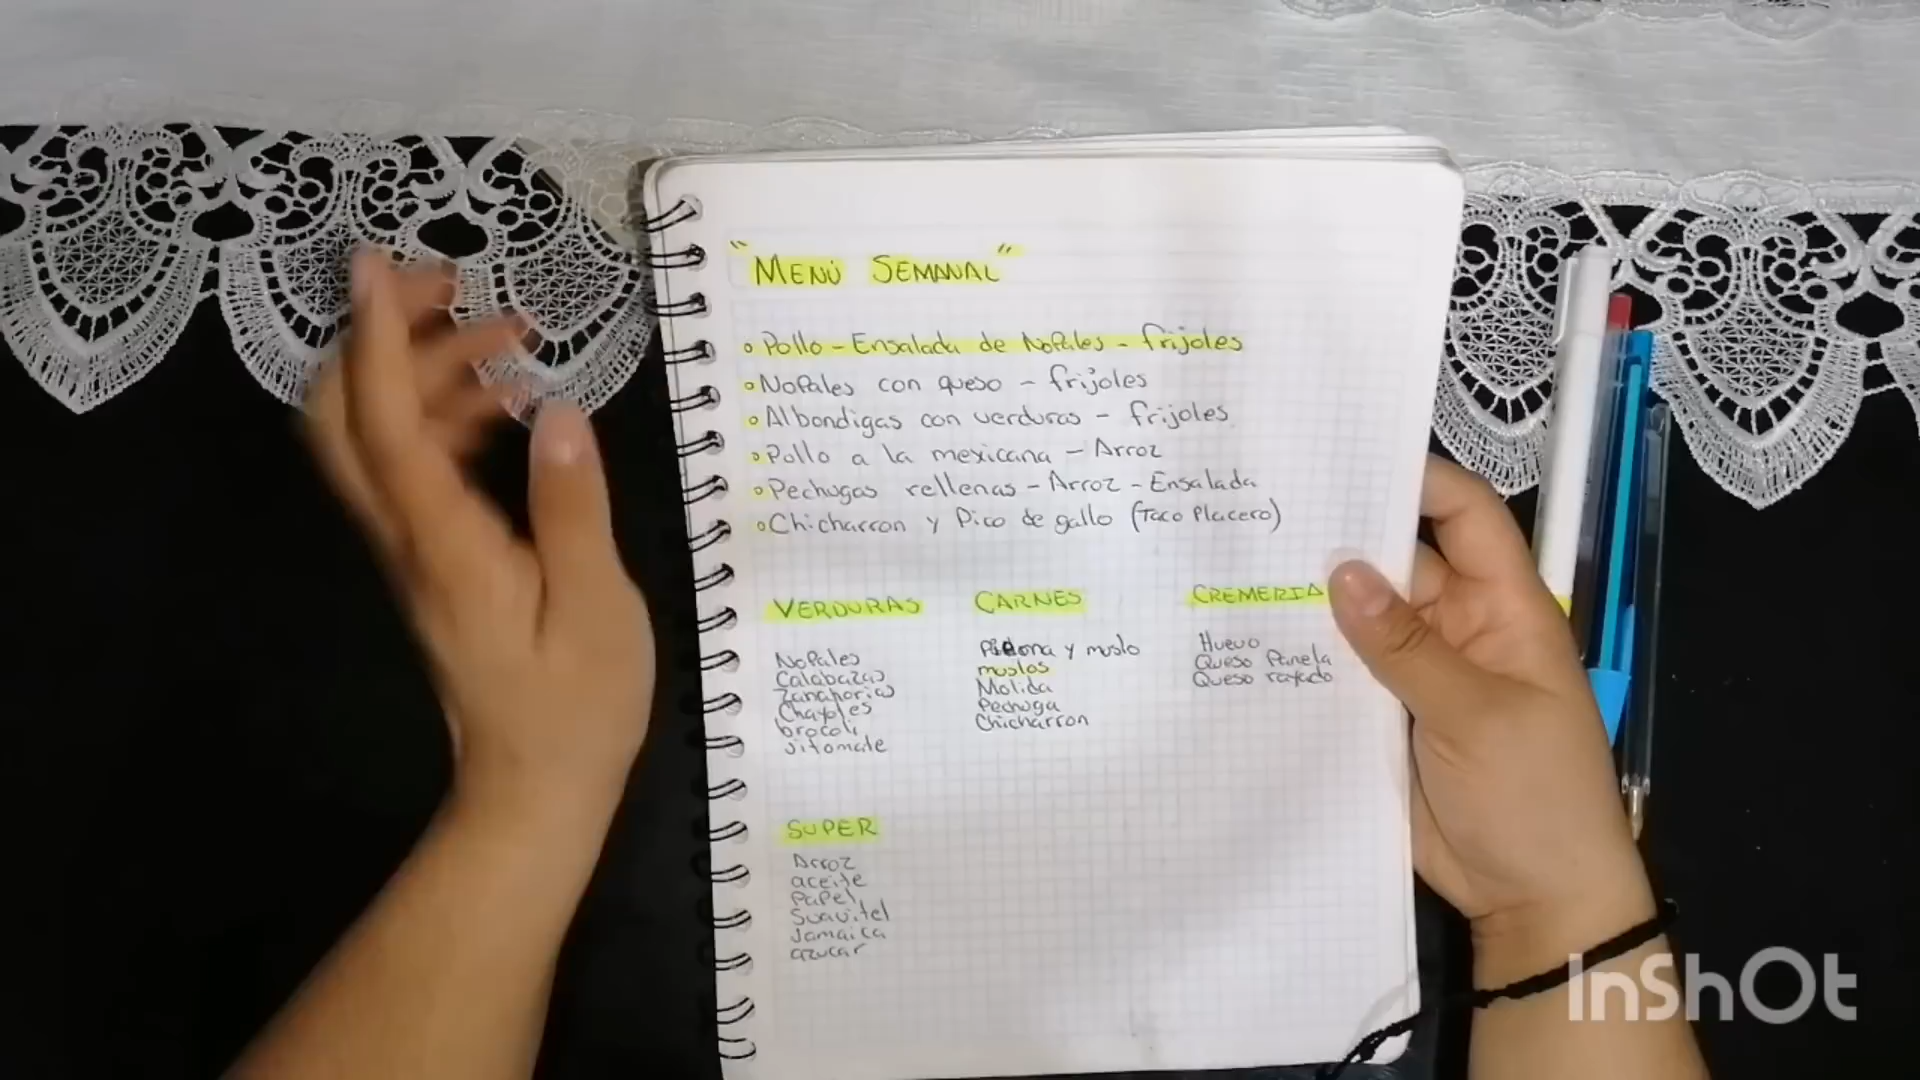 "MENÚ SEMANAL"
Pollo - Ensalada de Nopales - frijoles
Nopales con queso - frijoles
Albondigas con verduras - frijoles
Pollo a la mexicana - Arroz
Pechugas rellenas - Arroz - Ensalada
Chicharron y Pico de gallo (Taco Placero)
VERDURAS
Nopales
Calabazas
Zanahorias
Chayotes
brocoli
Jitomate
CARNES
y muslo
muslos
Molida
Pechuga
Chicharron
CREMERIA
Huevo
Queso Panela
Queso rayado
SUPER
Arroz
aceite
Papel
Suavitel
Jamaica
azucar
InShOt